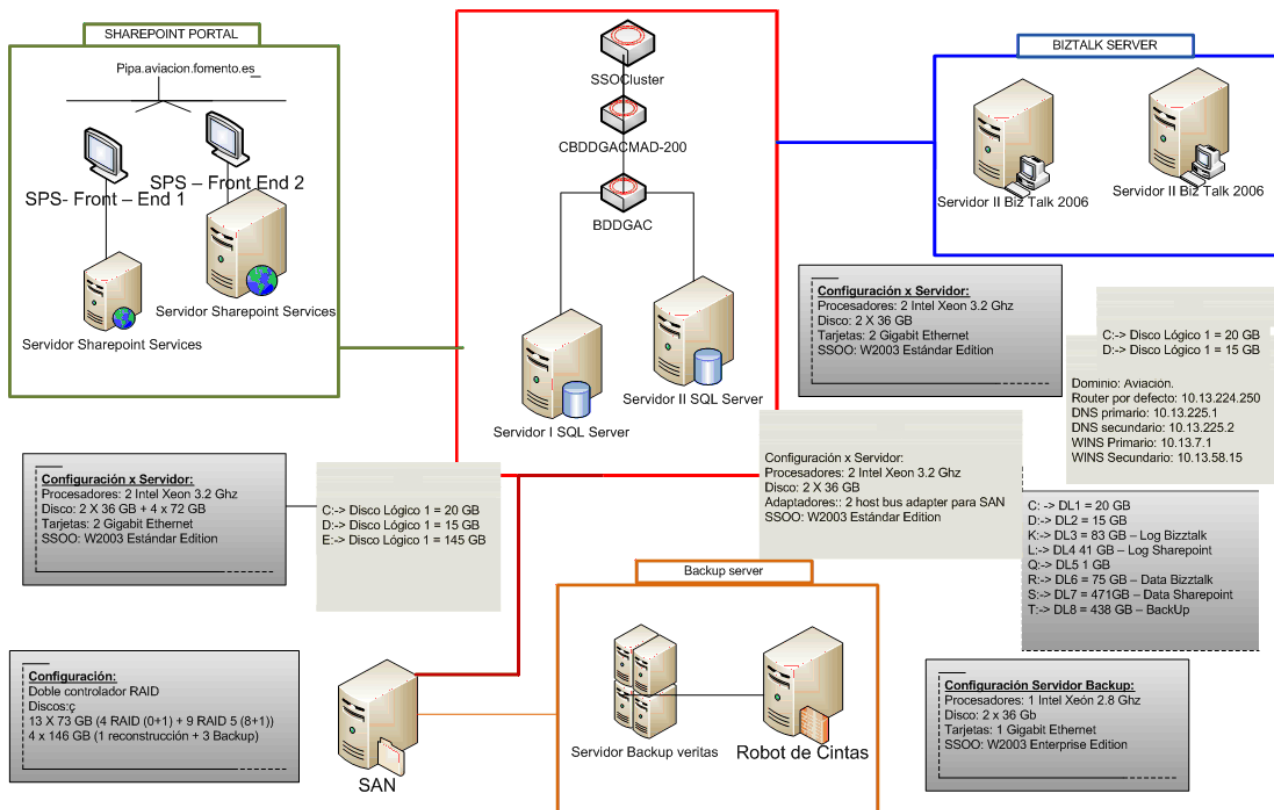 SHAREPOINT PORTAL
Pipa.aviacion.fomento.es_
SPS- Front – End 1
SPS – Front End 2
Servidor Sharepoint Services
Servidor Sharepoint Services
SSOCluster
CBDDGACMAD-200
BDDGAC
Servidor I SQL Server
Servidor II SQL Server
BIZTALK SERVER
Servidor II Biz Talk 2006
Servidor II Biz Talk 2006
Configuración x Servidor:
Procesadores: 2 Intel Xeon 3.2 Ghz
Disco: 2 X 36 GB
Tarjetas: 2 Gigabit Ethernet
SSOO: W2003 Estándar Edition
C:-> Disco Lógico 1 = 20 GB
D:-> Disco Lógico 1 = 15 GB
Dominio: Aviación.
Router por defecto: 10.13.224.250
DNS primario: 10.13.225.1
DNS secundario: 10.13.225.2
WINS Primario: 10.13.7.1
WINS Secundario: 10.13.58.15
Configuración x Servidor:
Procesadores: 2 Intel Xeon 3.2 Ghz
Disco: 2 X 36 GB + 4 x 72 GB
Tarjetas: 2 Gigabit Ethernet
SSOO: W2003 Estándar Edition
C:-> Disco Lógico 1 = 20 GB
D:-> Disco Lógico 1 = 15 GB
E:-> Disco Lógico 1 = 145 GB
Configuración x Servidor:
Procesadores: 2 Intel Xeon 3.2 Ghz
Disco: 2 X 36 GB
Adaptadores:: 2 host bus adapter para SAN
SSOO: W2003 Estándar Edition
C: -> DL1 = 20 GB
D:-> DL2 = 15 GB
K:-> DL3 = 83 GB – Log Bizztalk
L:-> DL4 41 GB – Log Sharepoint
Q:-> DL5 1 GB
R:-> DL6 = 75 GB – Data Bizztalk
S:-> DL7 = 471GB – Data Sharepoint
T:-> DL8 = 438 GB – BackUp
Backup server
Servidor Backup veritas
Robot de Cintas
Configuración:
Doble controlador RAID
Discos:ç
13 X 73 GB (4 RAID (0+1) + 9 RAID 5 (8+1))
4 x 146 GB (1 reconstrucción + 3 Backup)
SAN
Configuración Servidor Backup:
Procesadores: 1 Intel Xeón 2.8 Ghz
Disco: 2 x 36 Gb
Tarjetas: 1 Gigabit Ethernet
SSOO: W2003 Enterprise Edition